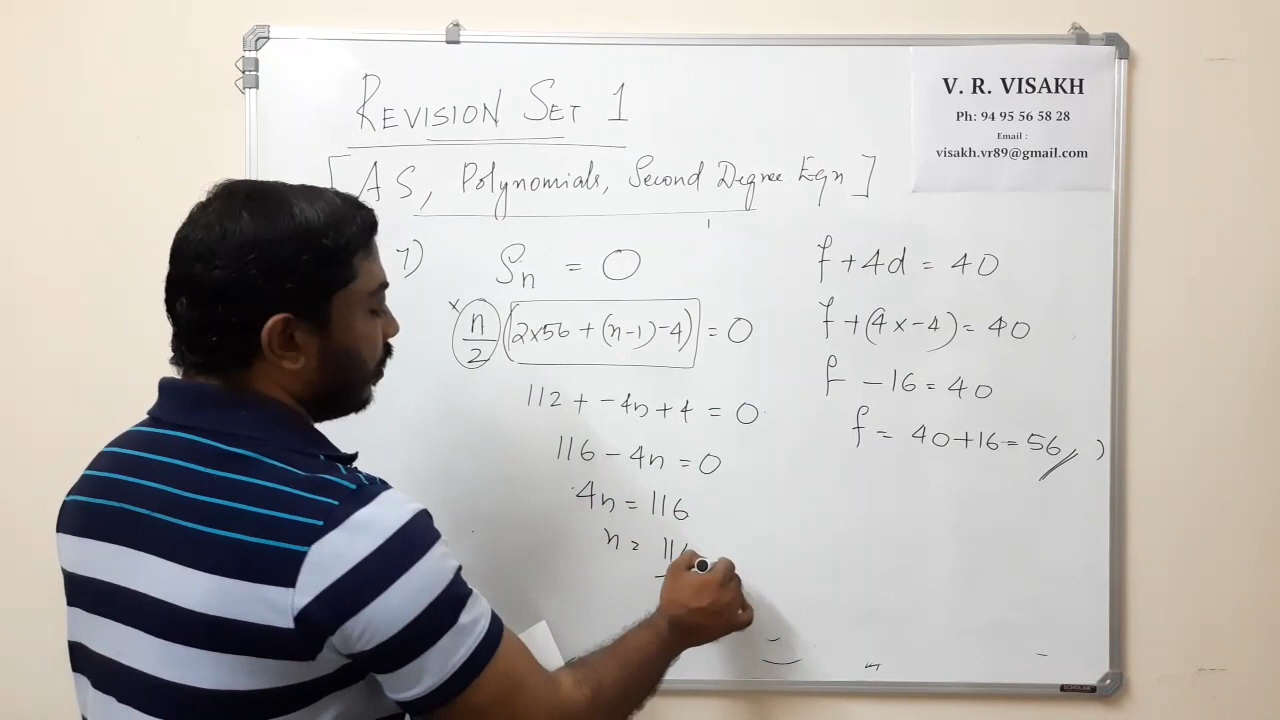 REVISION SET 1
[AS, Polynomials, Second Degree Eqn]
7) Sn = 0
n/2 (2x56 + (n-1)-4) = 0
112 + -4n + 4 = 0
116 - 4n = 0
4n = 116
n =
f + 4d = 40
f + (4 x -4) = 40
f - 16 = 40
f = 40 + 16 = 56
V. R. VISAKH
Ph: 94 95 56 58 28
Email :
visakh.vr89@gmail.com
SCHOLAR